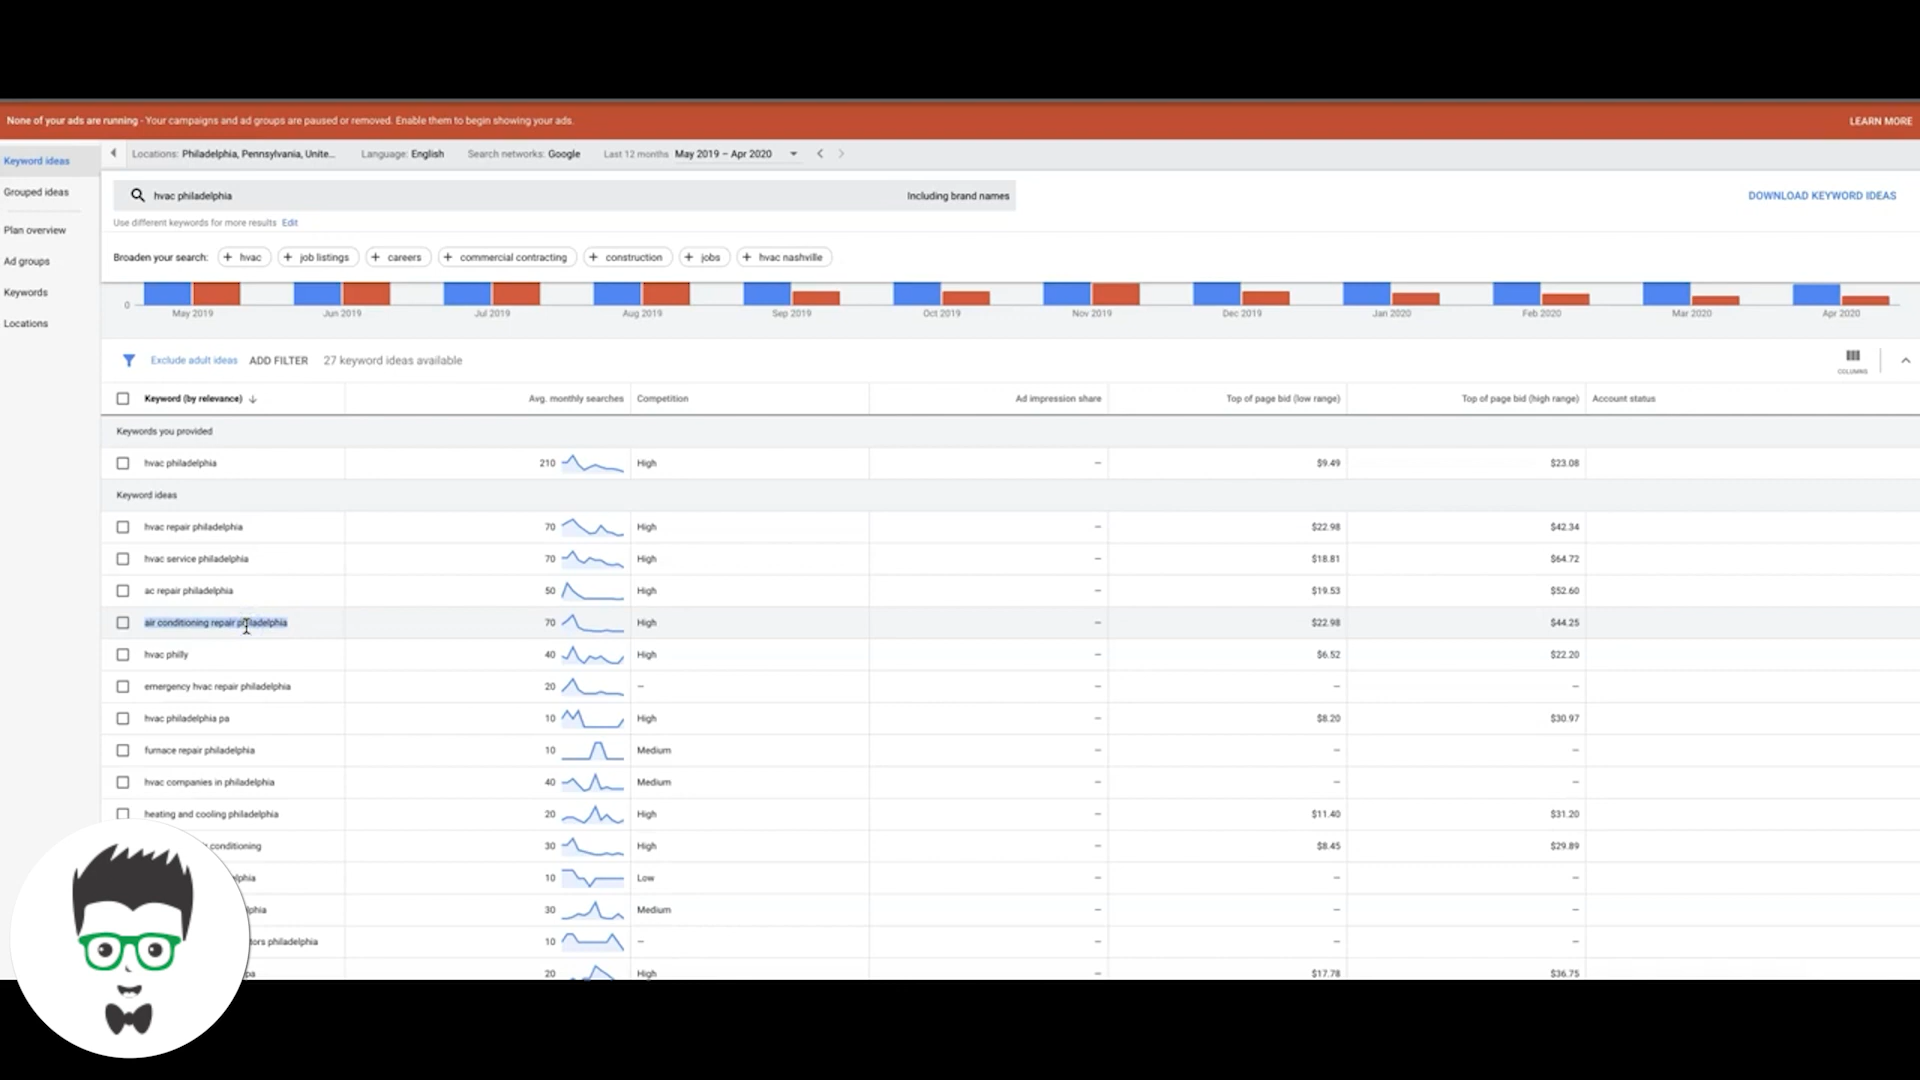 None of your ads are running - Your campaigns and ad groups are paused or removed. Enable them to begin showing your ads. LEARN MORE
Keyword ideas
Grouped ideas
Plan overview
Ad groups
Keywords
Locations
Locations: Philadelphia, Pennsylvania, Unite... Language: English Search networks: Google Last 12 months May 2019 – Apr 2020
hvac philadelphia Including brand names DOWNLOAD KEYWORD IDEAS
Use different keywords for more results Edit
Broaden your search: + hvac + job listings + careers + commercial contracting + construction + jobs + hvac nashville
0
May 2019 Jun 2019 Jul 2019 Aug 2019 Sep 2019 Oct 2019 Nov 2019 Dec 2019 Jan 2020 Feb 2020 Mar 2020 Apr 2020
Exclude adult ideas ADD FILTER 27 keyword ideas available COLUMNS
Keyword (by relevance) Avg. monthly searches Competition Ad impression share Top of page bid (low range) Top of page bid (high range) Account status
Keywords you provided
hvac philadelphia 210 High – $9.49 $23.08
Keyword ideas
hvac repair philadelphia 70 High – $22.98 $42.34
hvac service philadelphia 70 High – $18.81 $64.72
ac repair philadelphia 50 High – $19.53 $52.60
air conditioning repair philadelphia 70 High – $22.98 $44.25
hvac philly 40 High – $6.52 $22.20
emergency hvac repair philadelphia 20 – – – –
hvac philadelphia pa 10 High – $8.20 $30.97
furnace repair philadelphia 10 Medium – – –
hvac companies in philadelphia 40 Medium – – –
heating and cooling philadelphia 20 High – $11.40 $31.20
conditioning 30 High – $8.45 $29.89
lphia 10 Low – – –
phia 30 Medium – – –
tors philadelphia 10 – – – –
pa 20 High – $17.78 $36.75